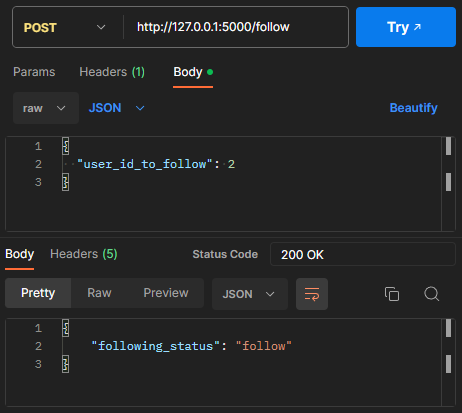 POST http://127.0.0.1:5000/follow Try ↗
Params Headers (1) Body
raw JSON Beautify
1 {
2 "user_id_to_follow": 2
3 }
Body Headers (5) Status Code 200 OK
Pretty Raw Preview JSON
1 {
2 "following_status": "follow"
3 }